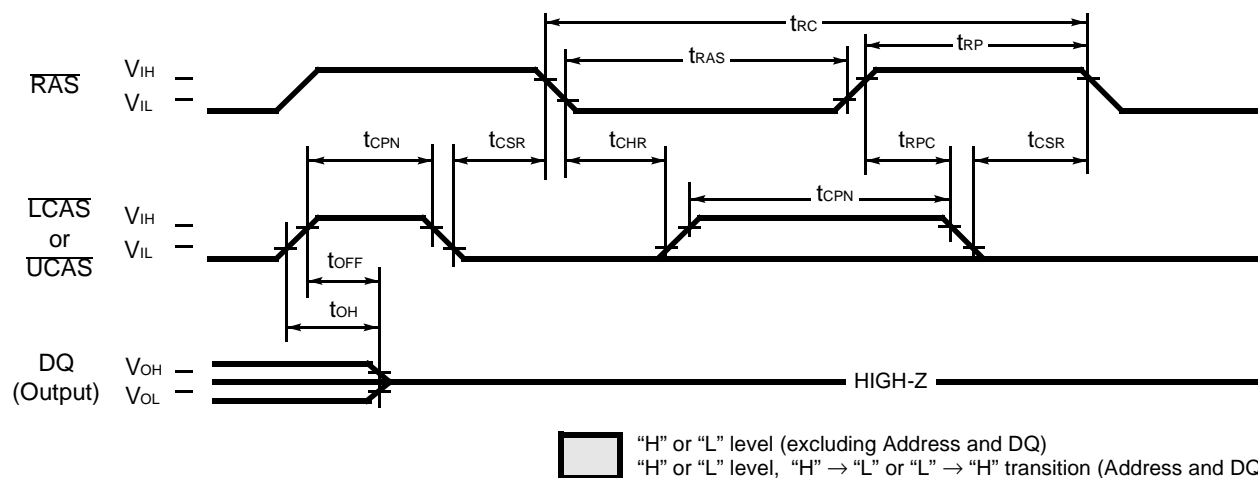 tRC
tRAS
tRP
RAS
VIH
VIL
tCPN
tCSR
tCHR
tRPC
tCSR
LCAS
or
UCAS
VIH
VIL
tCPN
tOFF
tOH
DQ
(Output)
VOH
VOL
HIGH-Z
“H” or “L” level (excluding Address and DQ)
“H” or “L” level, “H” → “L” or “L” → “H” transition (Address and DQ